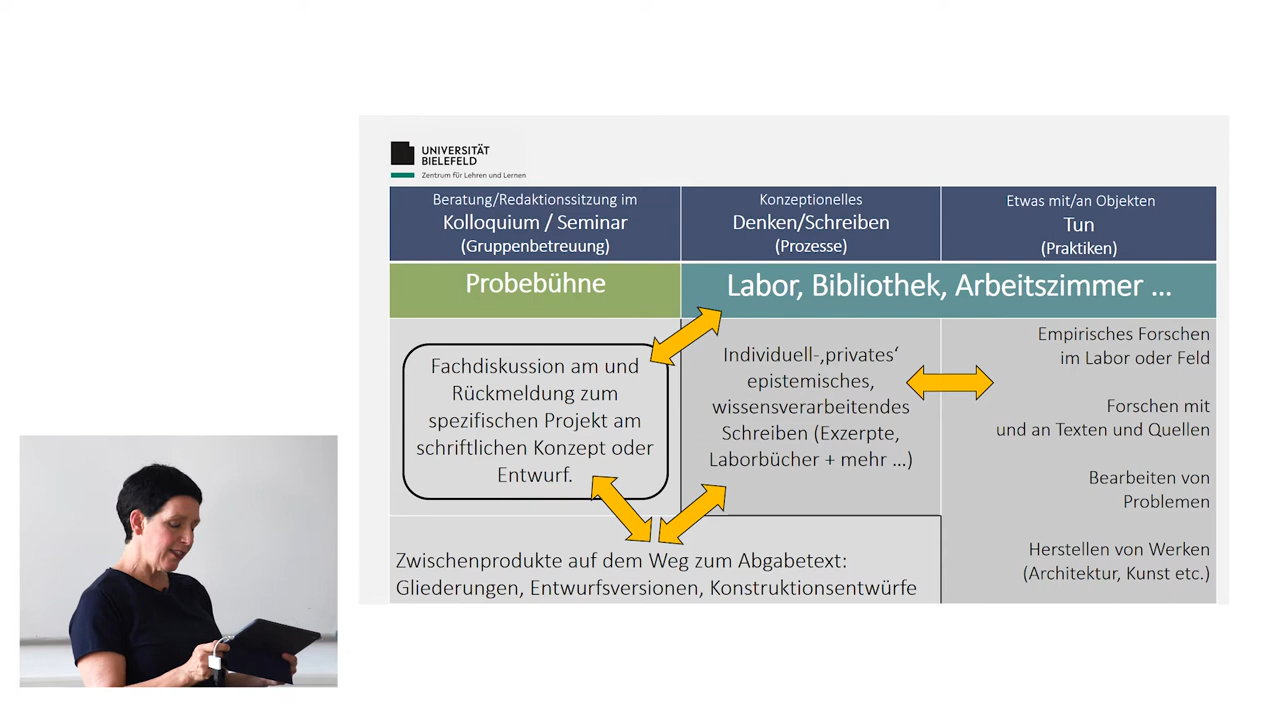 UNIVERSITÄT
BIELEFELD
Zentrum für Lehren und Lernen
Beratung/Redaktionssitzung im
Kolloquium / Seminar
(Gruppenbetreuung)
Konzeptionelles
Denken/Schreiben
(Prozesse)
Etwas mit/an Objekten
Tun
(Praktiken)
Probebühne
Labor, Bibliothek, Arbeitszimmer ...
Fachdiskussion am und
Rückmeldung zum
spezifischen Projekt am
schriftlichen Konzept oder
Entwurf.
Individuell-‚privates‘
epistemisches,
wissensverarbeitendes
Schreiben (Exzerpte,
Laborbücher + mehr ...)
Empirisches Forschen
im Labor oder Feld
Forschen mit
und an Texten und Quellen
Bearbeiten von
Problemen
Herstellen von Werken
(Architektur, Kunst etc.)
Zwischenprodukte auf dem Weg zum Abgabetext:
Gliederungen, Entwurfsversionen, Konstruktionsentwürfe